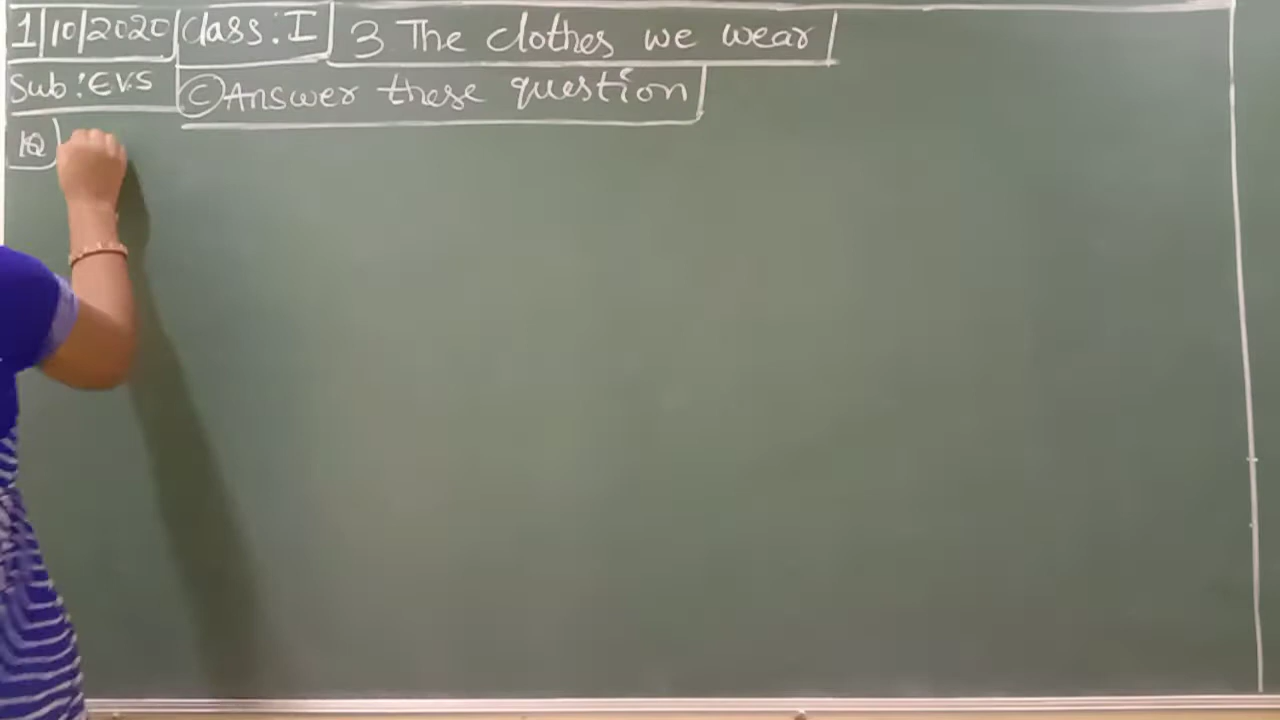 1/10/2020 Class: I 3 The clothes we wear
Sub: EVS C Answer these question
1Q